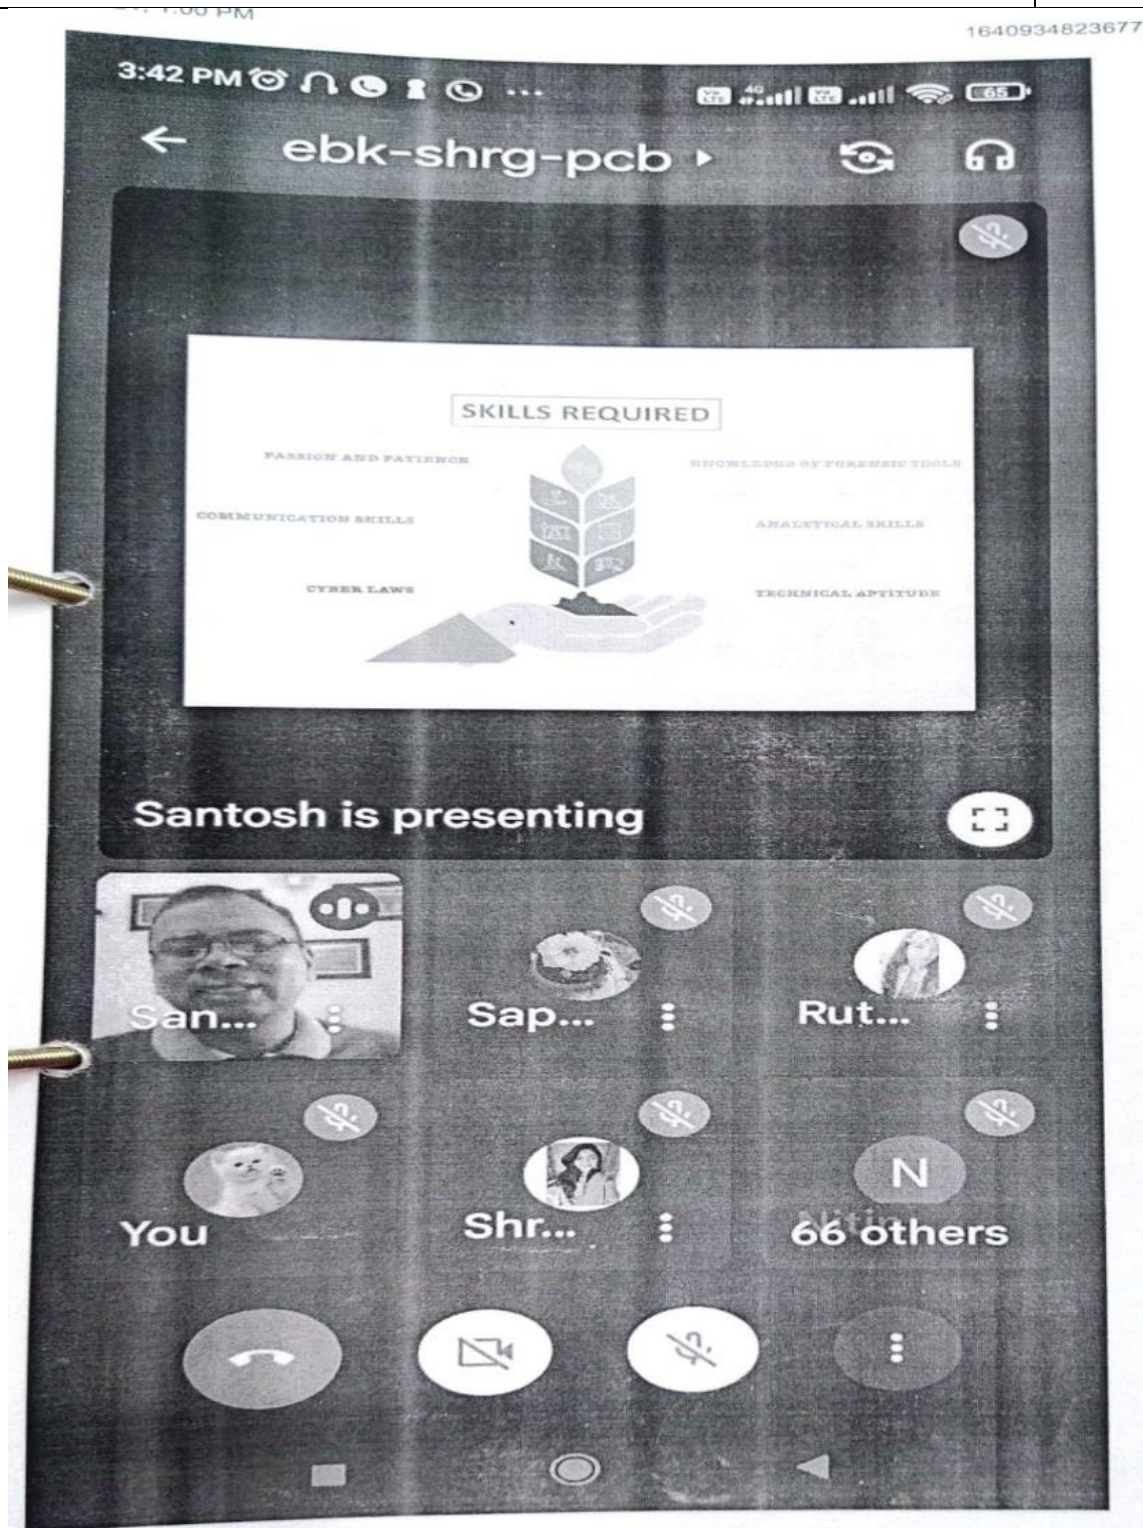 1640934823677
3:42 PM
65
ebk-shrg-pcb
SKILLS REQUIRED
PASSION AND PATIENCE
KNOWLEDGE OF FORENSIC TOOLS
COMMUNICATION SKILLS
ANALYTICAL SKILLS
CYBER LAWS
TECHNICAL APTITUDE
Santosh is presenting
San...
Sap...
Rut...
You
Shr...
N
66 others